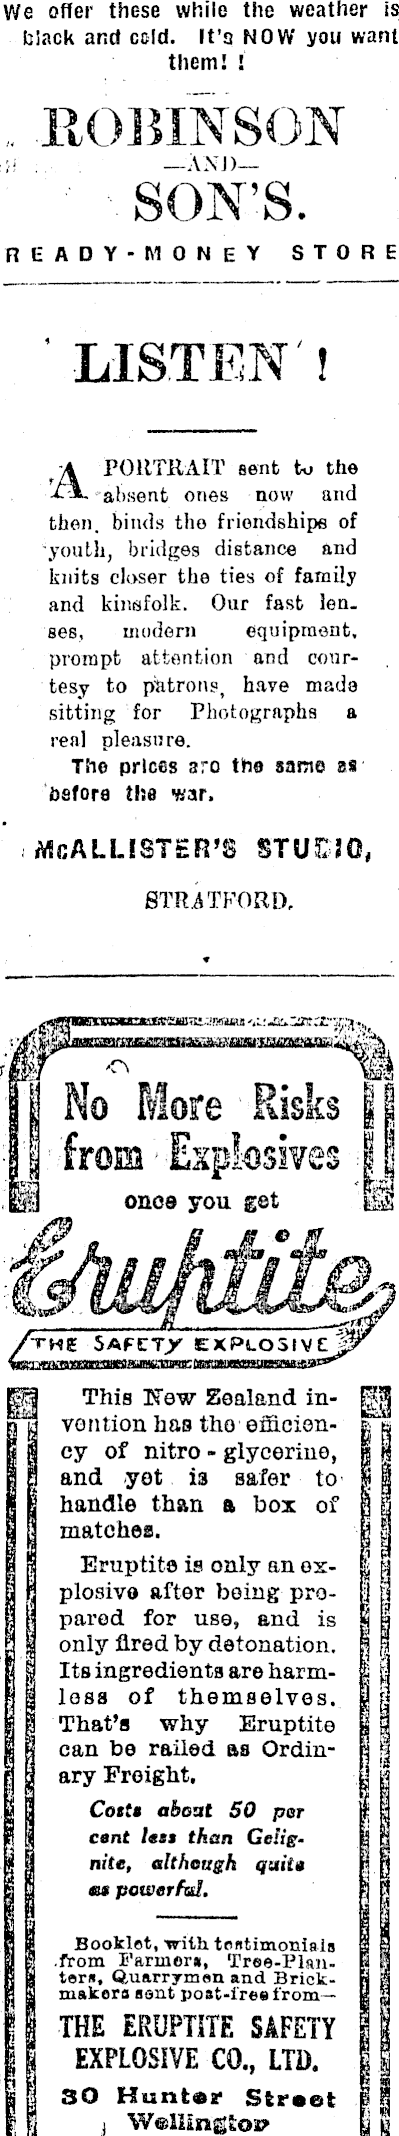 We offer these while the weather is
black and cold. It's NOW you want
them! !
ROBINSON
—AND—
SON'S.
READY-MONEY STORE
LISTEN !
A PORTRAIT sent to the
absent ones now and
then, binds the friendships of
youth, bridges distance and
knits closer the ties of family
and kinsfolk. Our fast len-
ses, modern equipment,
prompt attention and cour-
tesy to patrons, have made
sitting for Photographs a
real pleasure.
The prices are the same as
before the war.
McALLISTER'S STUDIO,
STRATFORD.
No More Risks
from Explosives
once you get
Eruptite
THE SAFETY EXPLOSIVE
This New Zealand in-
vention has the efficien-
cy of nitro-glycerine,
and yet is safer to
handle than a box of
matches.
Eruptite is only an ex-
plosive after being pre-
pared for use, and is
only fired by detonation.
Its ingredients are harm-
less of themselves.
That's why Eruptite
can be railed as Ordin-
ary Freight.
Costs about 50 per
cent less than Gelig-
nite, although quite
as powerful.
Booklet, with testimonials
from Farmers, Tree-Plan-
ters, Quarrymen and Brick-
makers sent post-free from—
THE ERUPTITE SAFETY
EXPLOSIVE CO., LTD.
30 Hunter Street
Wellington